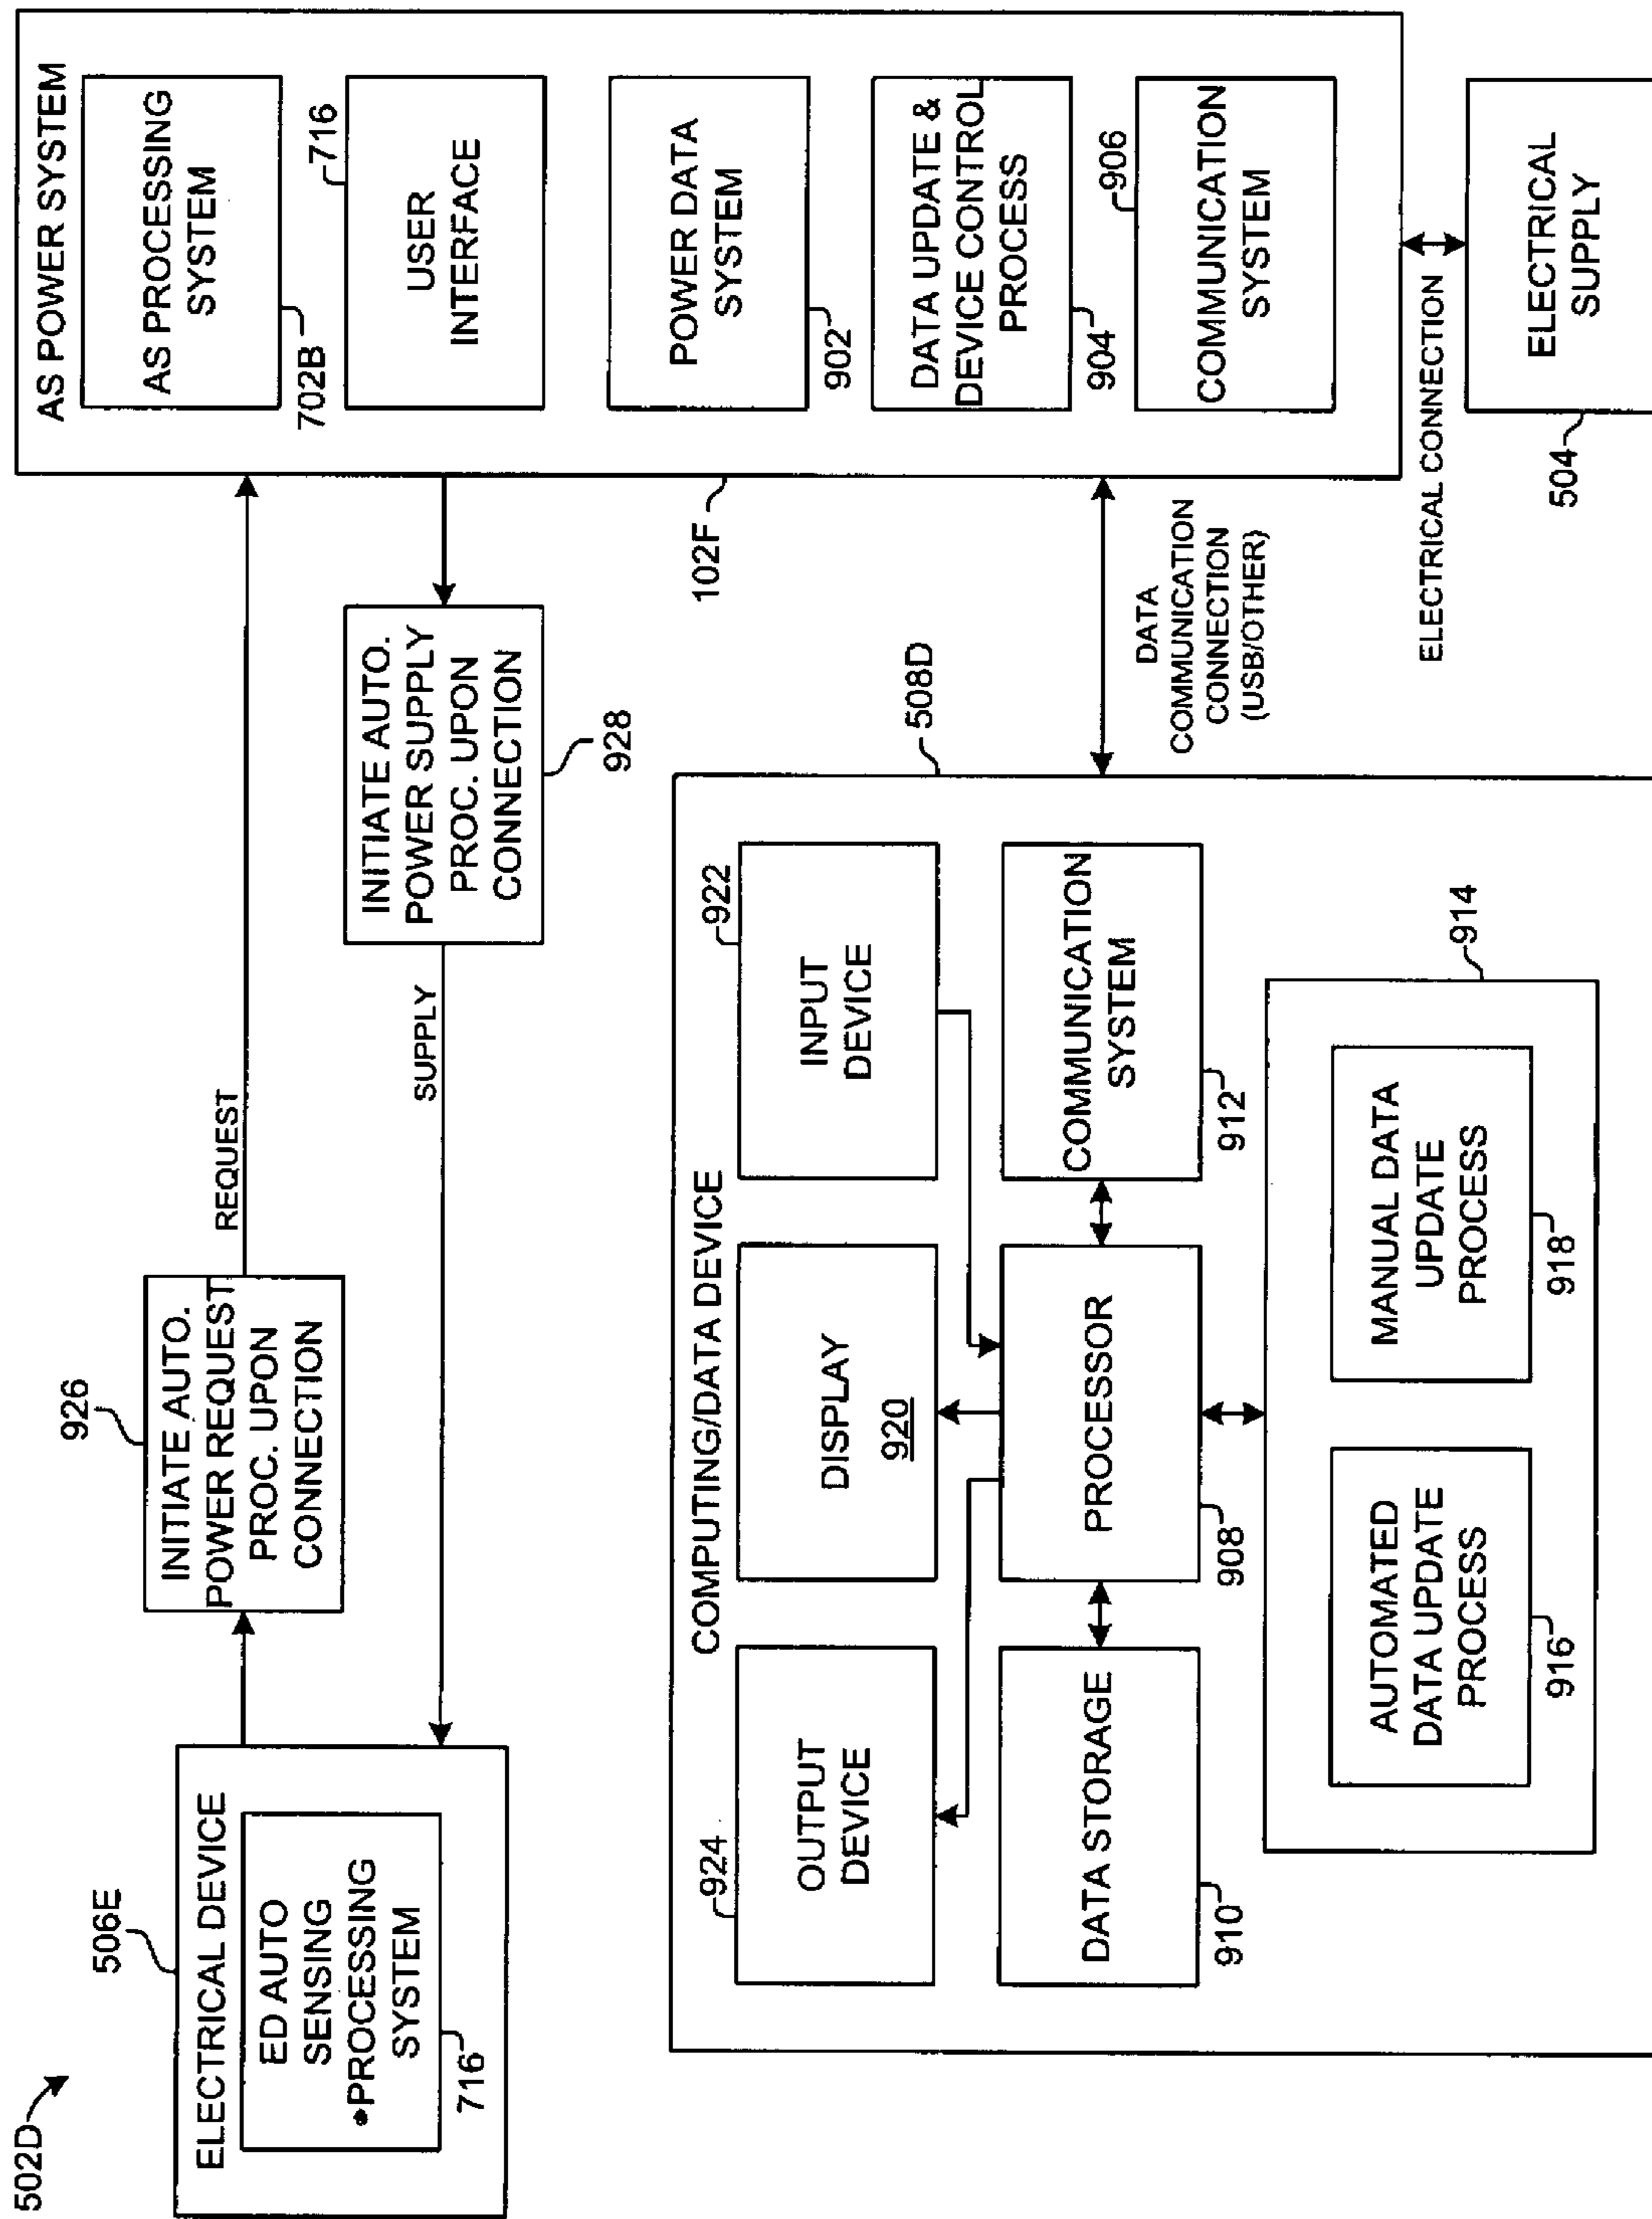 502D
506E
ELECTRICAL DEVICE
ED AUTO
SENSING
•PROCESSING
SYSTEM
716
926
INITIATE AUTO.
POWER REQUEST
PROC. UPON
CONNECTION
REQUEST
SUPPLY
INITIATE AUTO.
POWER SUPPLY
PROC. UPON
CONNECTION
928
AS POWER SYSTEM
AS PROCESSING
SYSTEM
702B
716
USER
INTERFACE
POWER DATA
SYSTEM
902
DATA UPDATE &
DEVICE CONTROL
PROCESS
904
906
COMMUNICATION
SYSTEM
102F
DATA
COMMUNICATION
CONNECTION
(USB/OTHER)
ELECTRICAL CONNECTION
ELECTRICAL
SUPPLY
504
508D
COMPUTING/DATA DEVICE
924
OUTPUT
DEVICE
DISPLAY
920
922
INPUT
DEVICE
DATA STORAGE
910
PROCESSOR
908
COMMUNICATION
SYSTEM
912
914
AUTOMATED
DATA UPDATE
PROCESS
916
MANUAL DATA
UPDATE
PROCESS
918